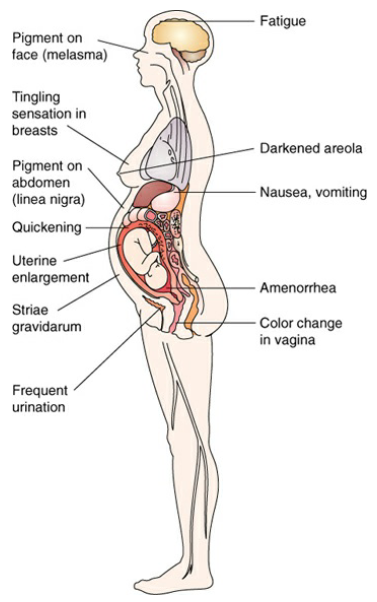 Fatigue
Pigment on
face (melasma)
Tingling
sensation in
breasts
Darkened areola
Pigment on
abdomen
(linea nigra)
Nausea, vomiting
Quickening
Uterine
enlargement
Amenorrhea
Striae
gravidarum
Color change
in vagina
Frequent
urination